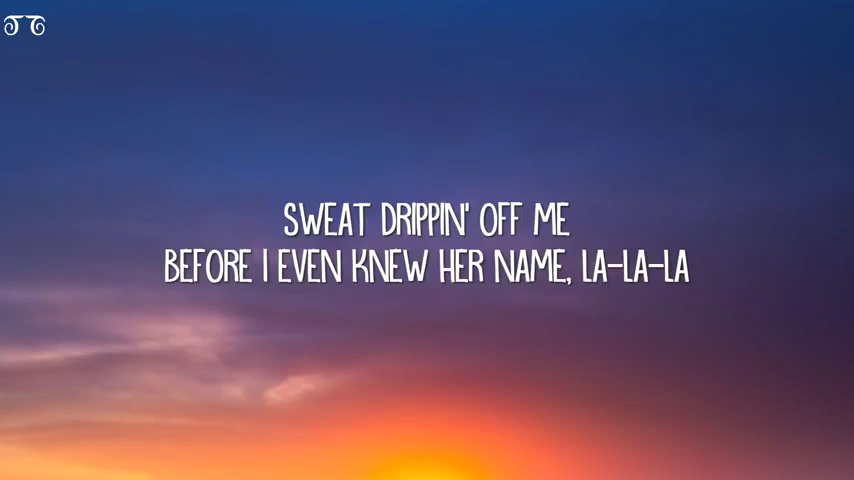 SWEAT DRIPPIN' OFF ME
BEFORE I EVEN KNEW HER NAME, LA-LA-LA